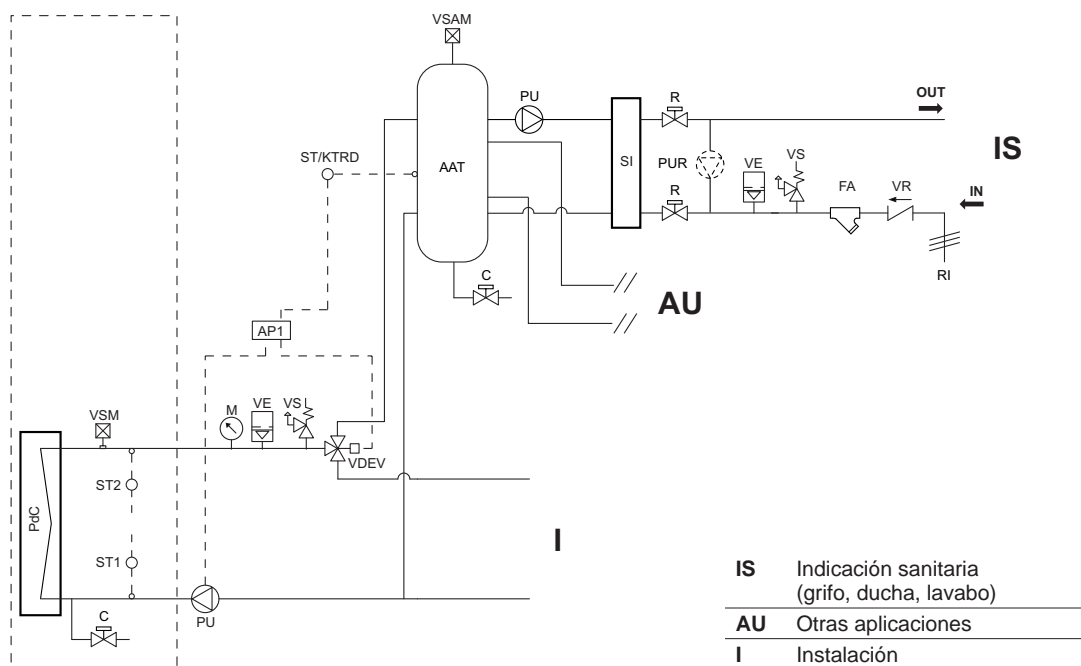 VSAM
PU
R
OUT
IS
ST/KTRD
AAT
SI
PUR
VE
VS
R
FA
VR
IN
RI
C
AU
AP1
VSM
M
VE
VS
VDEV
ST2
PdC
I
ST1
C
PU
IS Indicación sanitaria
(grifo, ducha, lavabo)
AU Otras aplicaciones
I Instalación